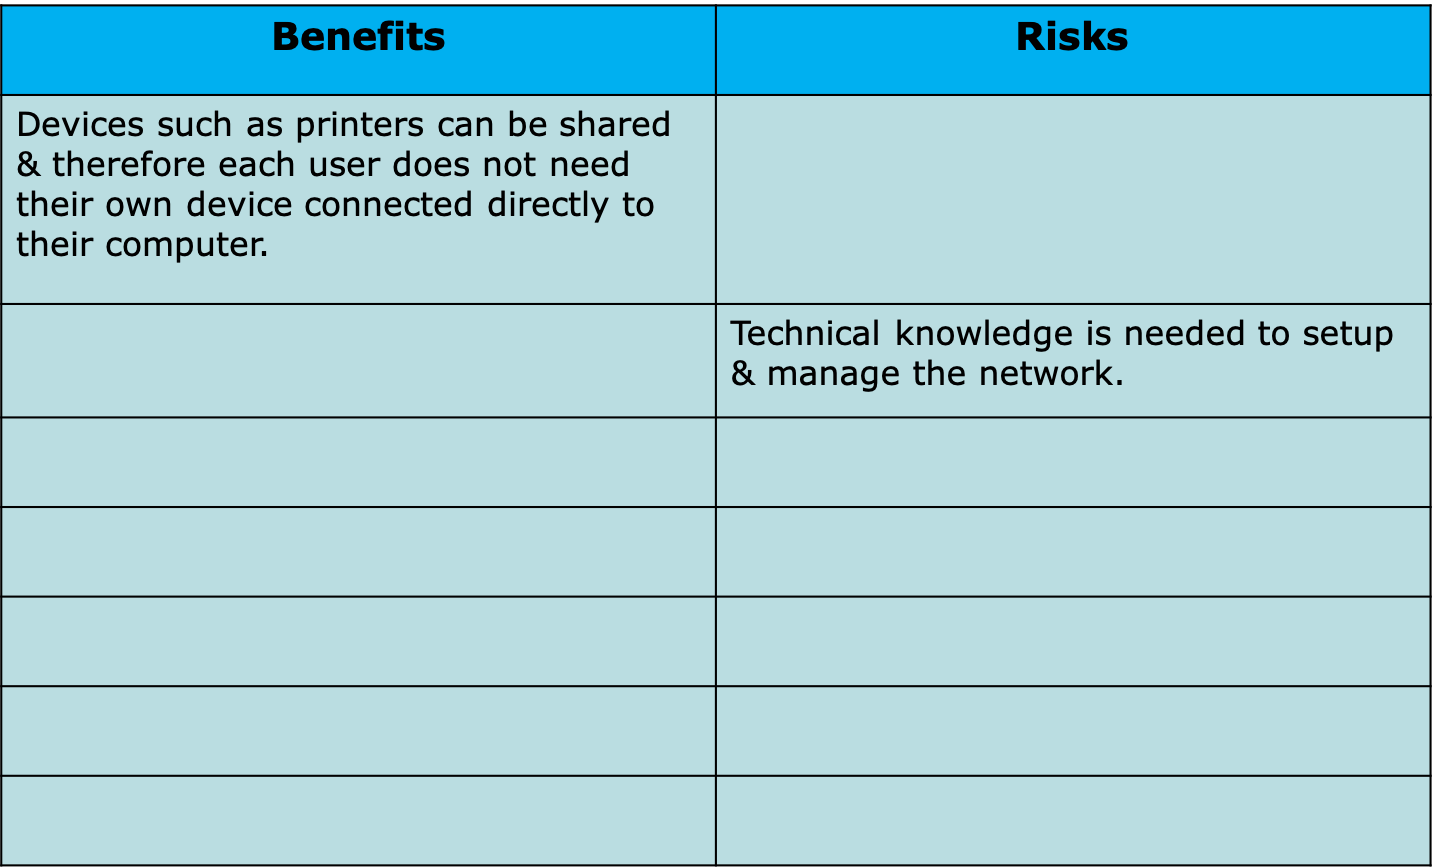 Benefits
Risks
Devices such as printers can be shared
& therefore each user does not need
their own device connected directly to
their computer.
Technical knowledge is needed to setup
& manage the network.